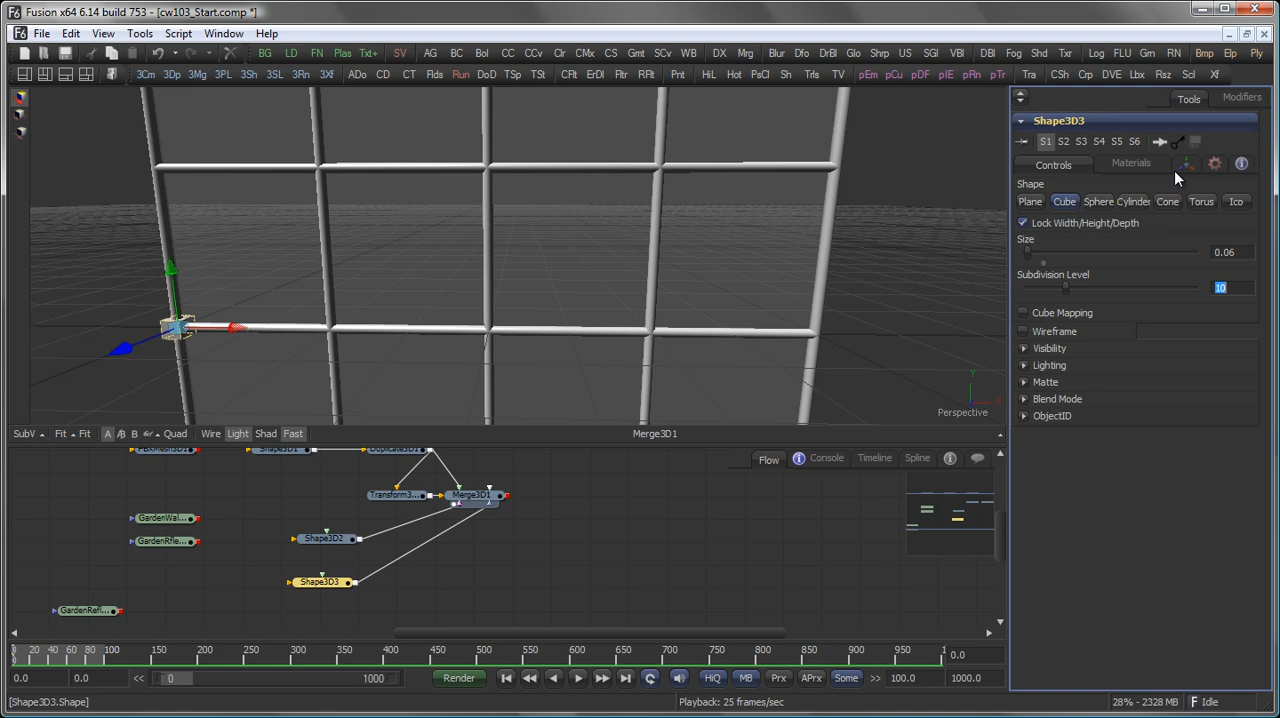 Fusion x64 6.14 build 753 - [cw103_Start.comp *]
File Edit View Tools Script Window Help
BG LD FN Plas Txt+ SV AG BC Bol CC CCv Clr CMx CS Gmt SCv WB DX Mrg Blur Dfo DrBl Glo Shrp US SGl VBl DBl Fog Shd Txr Log FLU Gm RN Bmp Elp Ply
3Cm 3Dp 3Mg 3PL 3Sh 3SL 3Rn 3Xf ADo CD CT Flds Run DoD TSp TSt CFlt ErDl Fltr RFlt Pnt HiL Hot PsCl Sh Trls TV pEm pCu pDF pIE pRn pTr Tra CSh Crp DVE Lbx Rsz Scl Xf
Tools Modifiers
Shape3D3
S1 S2 S3 S4 S5 S6
Controls Materials
Shape
Plane Cube Sphere Cylinder Cone Torus Ico
Lock Width/Height/Depth
Size
0.06
Subdivision Level
10
Cube Mapping
Wireframe
Visibility
Lighting
Matte
Blend Mode
ObjectID
Y
X
Perspective
SubV Fit Fit A B Quad Wire Light Shad Fast Merge3D1
Flow Console Timeline Spline
FBXMesh3D1 Shape3D1 Duplicate3D1
Transform3... Merge3D1
GardenWal...
GardenRfle...
Shape3D2
Shape3D3
GardenRefl...
0 20 40 60 80 100 150 200 250 300 350 400 450 500 550 600 650 700 750 800 850 900 950 1 0.0
0.0 0.0 << 0 1000 Render HiQ MB Prx APrx Some >> 100.0 1000.0
[Shape3D3.Shape] Playback: 25 frames/sec 28% - 2328 MB Idle